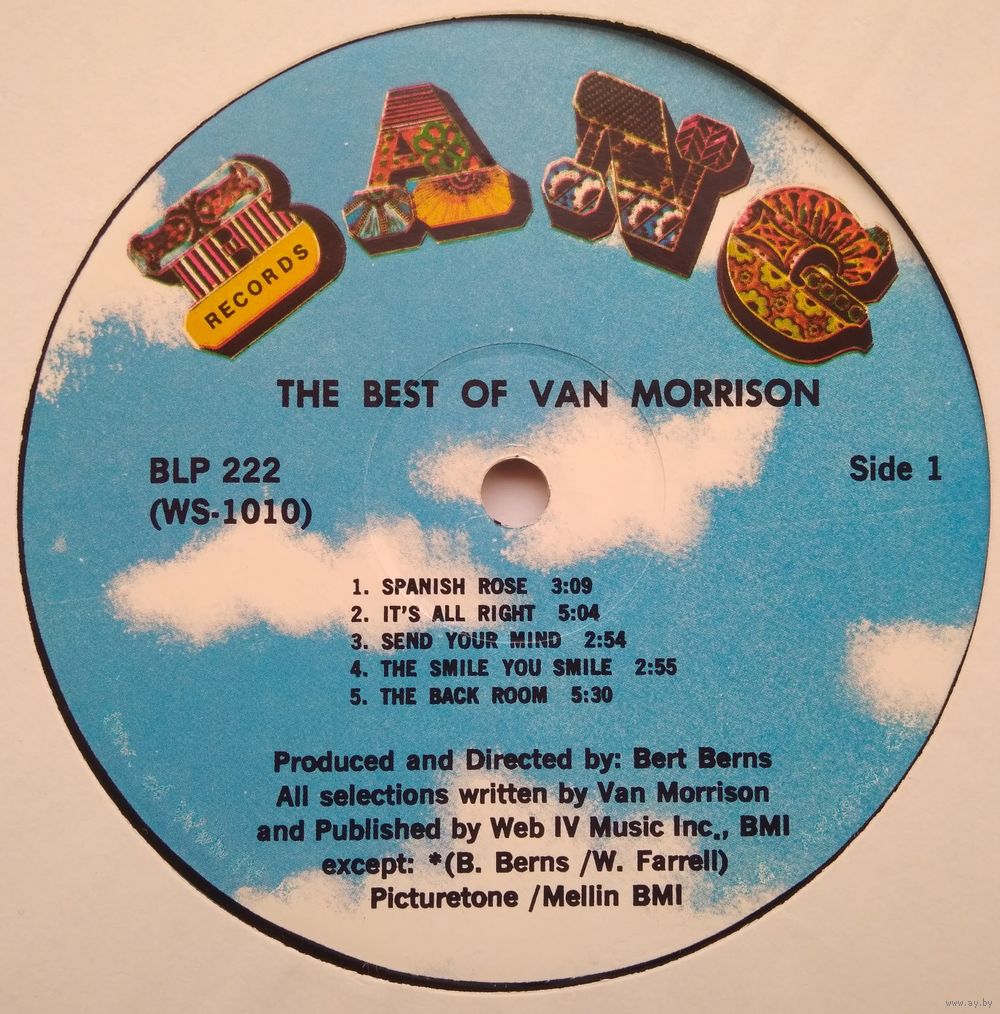 BANG
RECORDS
THE BEST OF VAN MORRISON
BLP 222
(WS-1010)
Side 1
1. SPANISH ROSE 3:09
2. IT'S ALL RIGHT 5:04
3. SEND YOUR MIND 2:54
4. THE SMILE YOU SMILE 2:55
5. THE BACK ROOM 5:30
Produced and Directed by: Bert Berns
All selections written by Van Morrison
and Published by Web IV Music Inc., BMI
except: *(B. Berns /W. Farrell)
Picturetone /Mellin BMI
www.ay.by